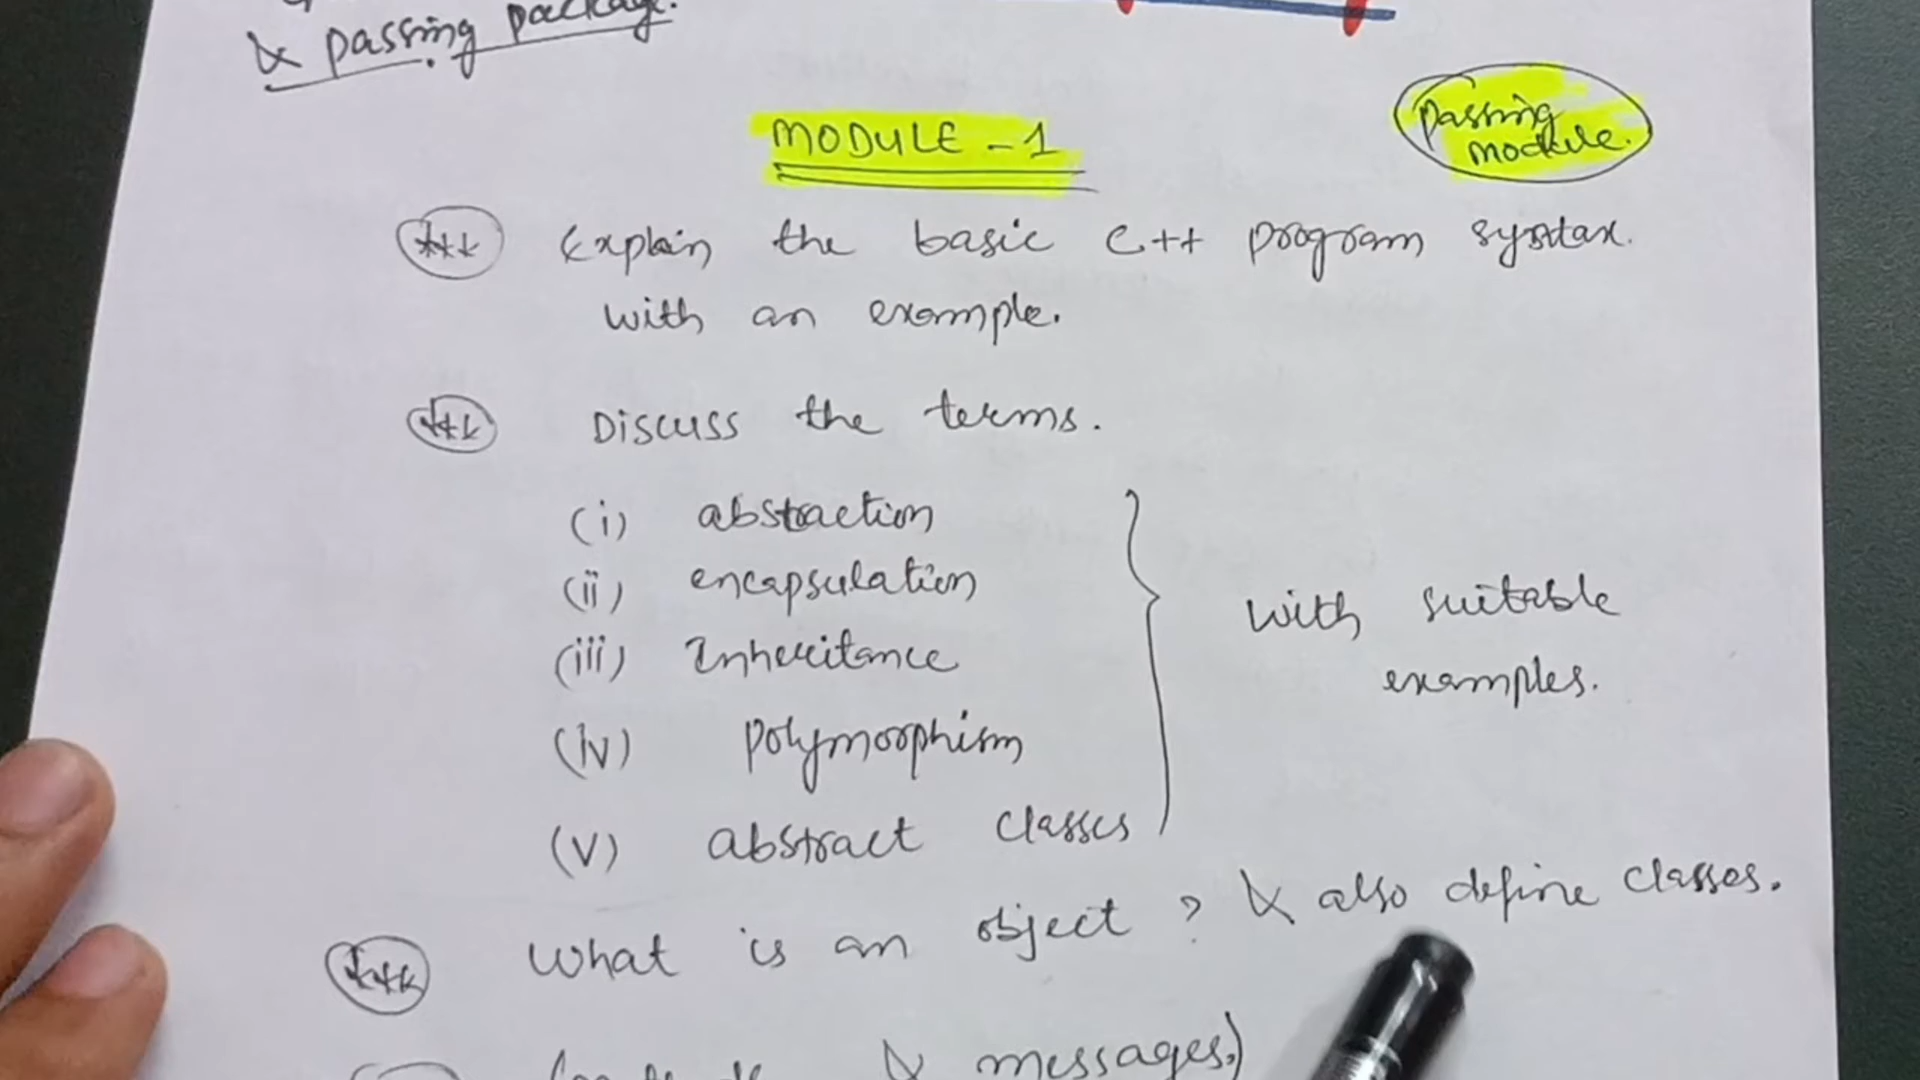 & passing package.
MODULE - 1
passing
module.
*** Explain the basic C++ program syntax.
with an example.
*** Discuss the terms.
(i) abstraction
(ii) encapsulation
(iii) Inheritance
(iv) polymorphism
(v) abstract classes
with suitable
examples.
*** What is an object ? & also define classes.
& messages.)